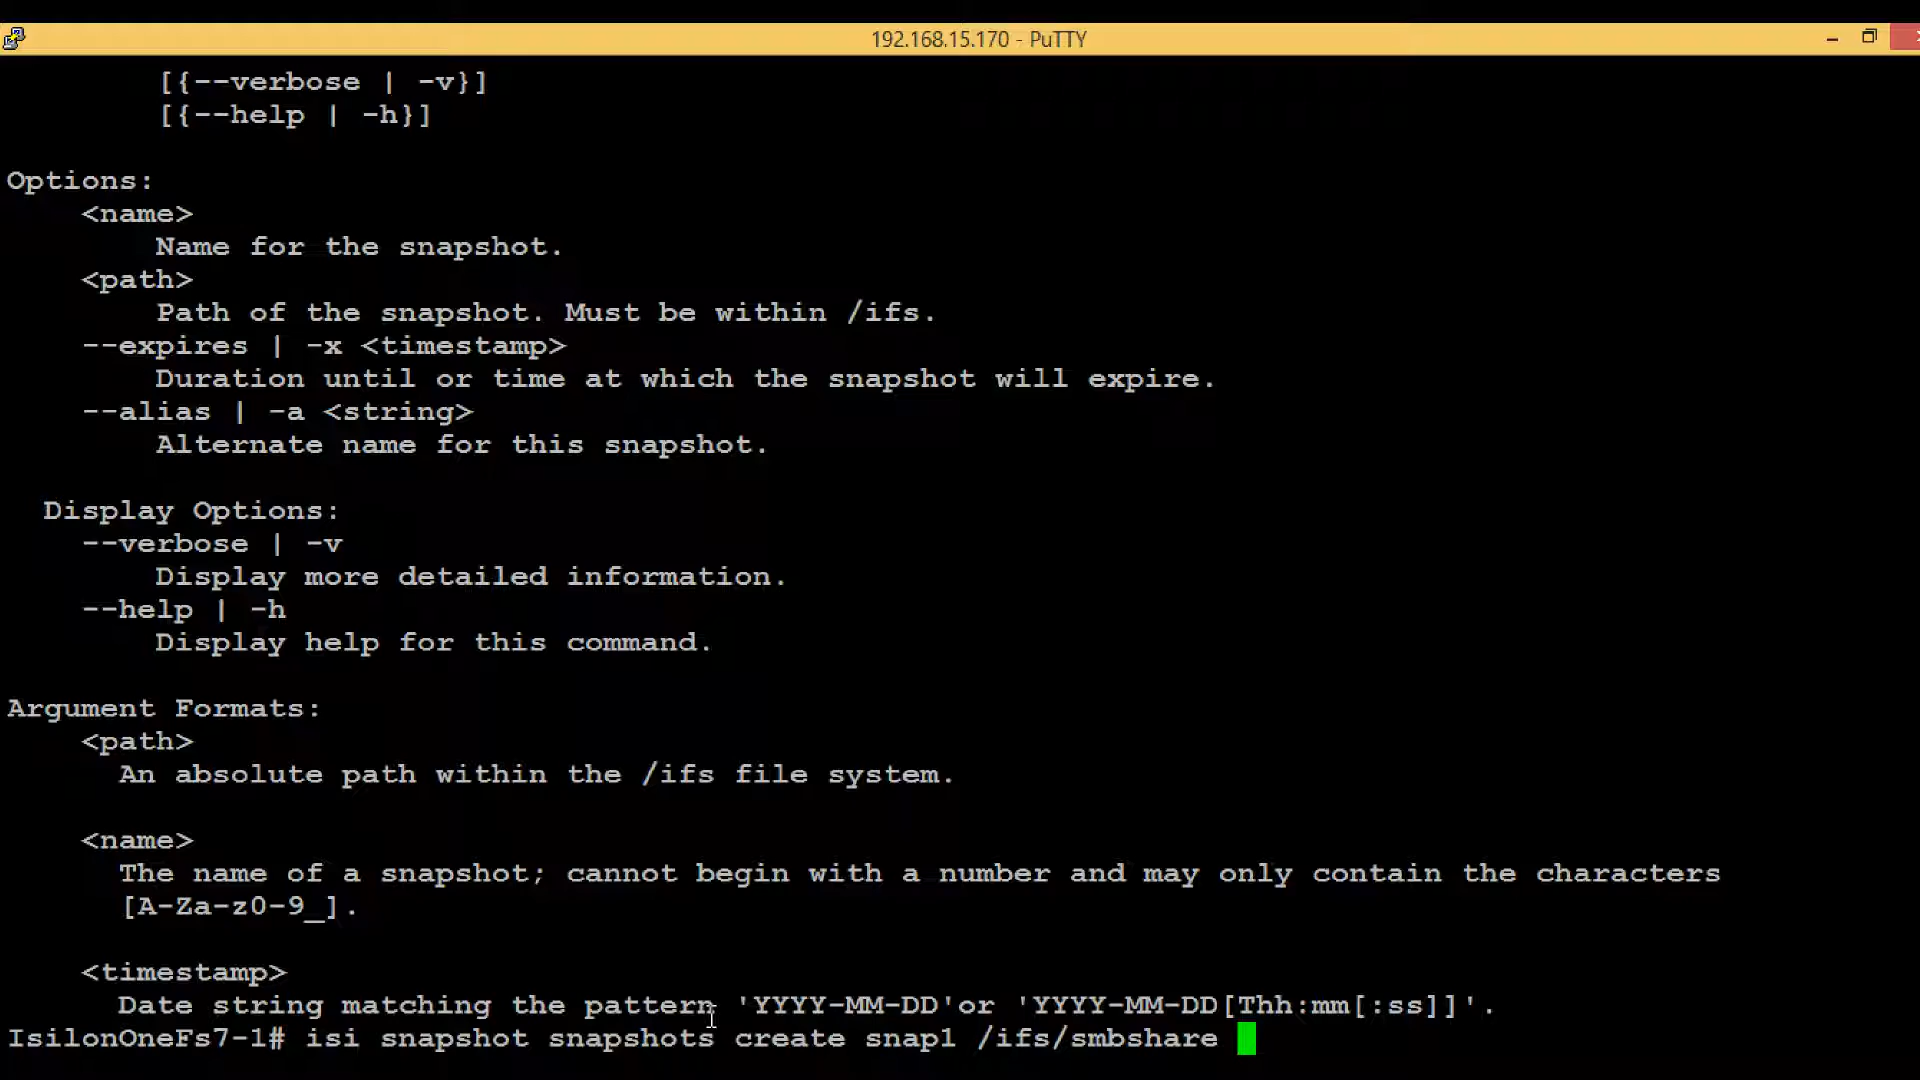 192.168.15.170 - PuTTY
[{--verbose | -v}]
[{--help | -h}]
Options:
<name>
Name for the snapshot.
<path>
Path of the snapshot. Must be within /ifs.
--expires | -x <timestamp>
Duration until or time at which the snapshot will expire.
--alias | -a <string>
Alternate name for this snapshot.
Display Options:
--verbose | -v
Display more detailed information.
--help | -h
Display help for this command.
Argument Formats:
<path>
An absolute path within the /ifs file system.
<name>
The name of a snapshot; cannot begin with a number and may only contain the characters
[A-Za-z0-9_].
<timestamp>
Date string matching the pattern 'YYYY-MM-DD'or 'YYYY-MM-DD[Thh:mm[:ss]]'.
IsilonOneFs7-1# isi snapshot snapshots create snap1 /ifs/smbshare